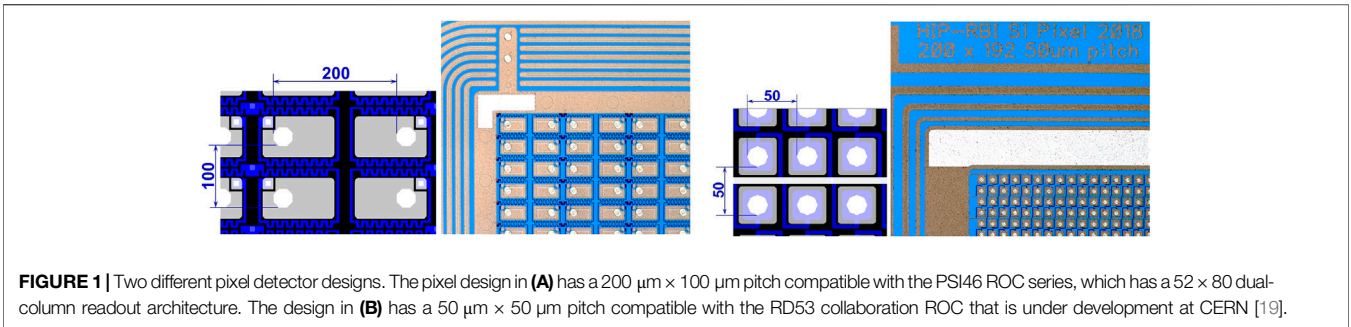 200
100
50
50
HIP-RBI Si Pixel 2018
200 x 192 50um pitch
FIGURE 1 | Two different pixel detector designs. The pixel design in (A) has a 200 μm × 100 μm pitch compatible with the PSI46 ROC series, which has a 52 × 80 dual-
column readout architecture. The design in (B) has a 50 μm × 50 μm pitch compatible with the RD53 collaboration ROC that is under development at CERN [19].